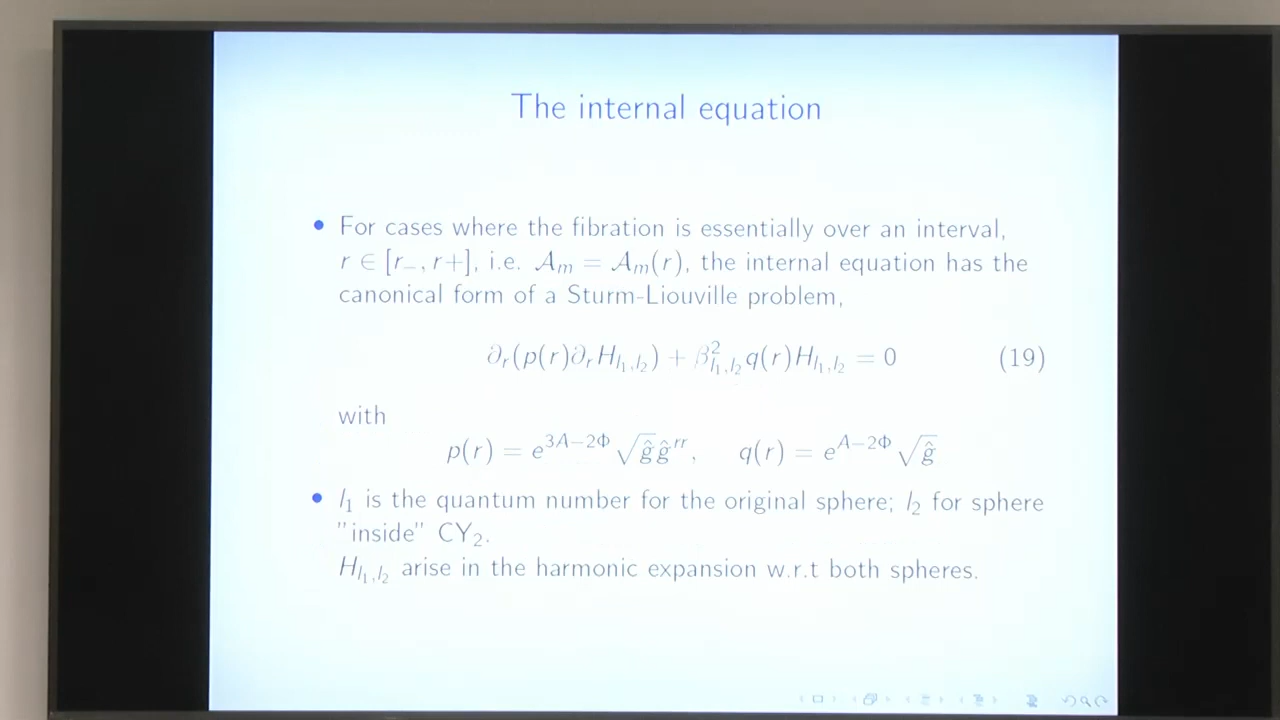 The internal equation
• For cases where the fibration is essentially over an interval,
r ∈ [r₋, r+], i.e. 𝒜ₘ = 𝒜ₘ(r), the internal equation has the
canonical form of a Sturm-Liouville problem,
∂ᵣ(p(r)∂ᵣH_{l₁,l₂}) + β²_{l₁,l₂}q(r)H_{l₁,l₂} = 0 (19)
with
p(r) = e^{3A−2Φ} √ĝ ĝ^{rr}, q(r) = e^{A−2Φ} √ĝ
• l₁ is the quantum number for the original sphere; l₂ for sphere
"inside" CY₂.
H_{l₁,l₂} arise in the harmonic expansion w.r.t both spheres.